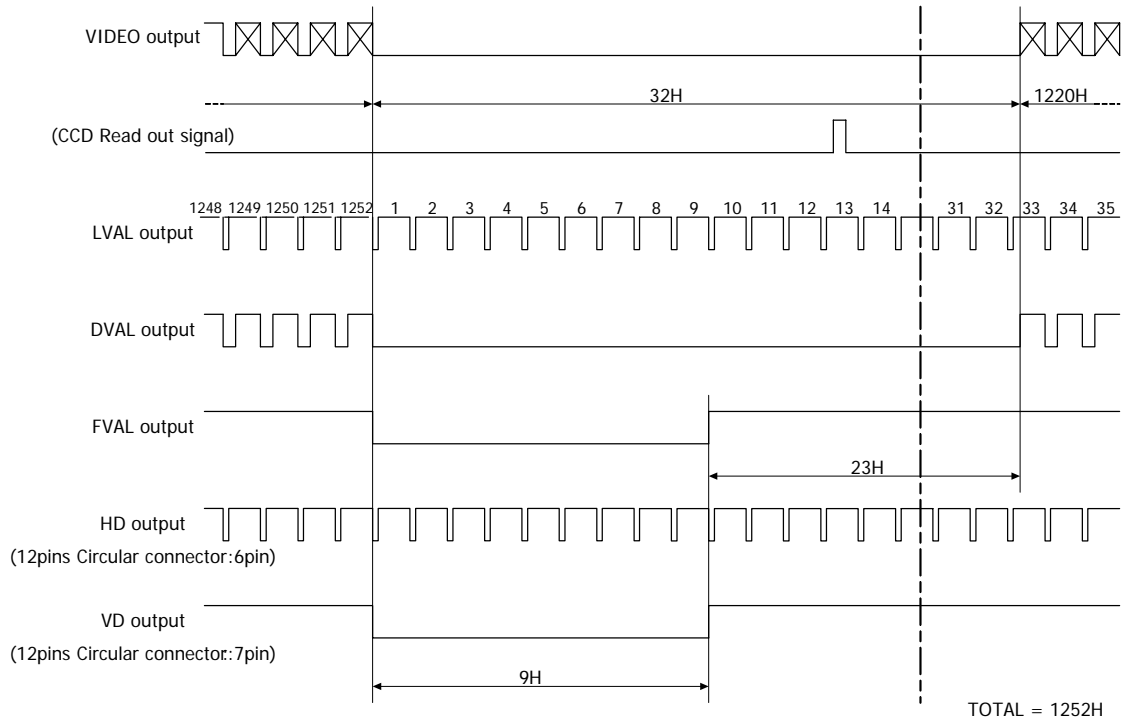 VIDEO output
32H
1220H
(CCD Read out signal)
1248 1249 1250 1251 1252 1 2 3 4 5 6 7 8 9 10 11 12 13 14 31 32 33 34 35
LVAL output
DVAL output
FVAL output
23H
HD output
(12pins Circular connector:6pin)
VD output
(12pins Circular connector::7pin)
9H
TOTAL = 1252H